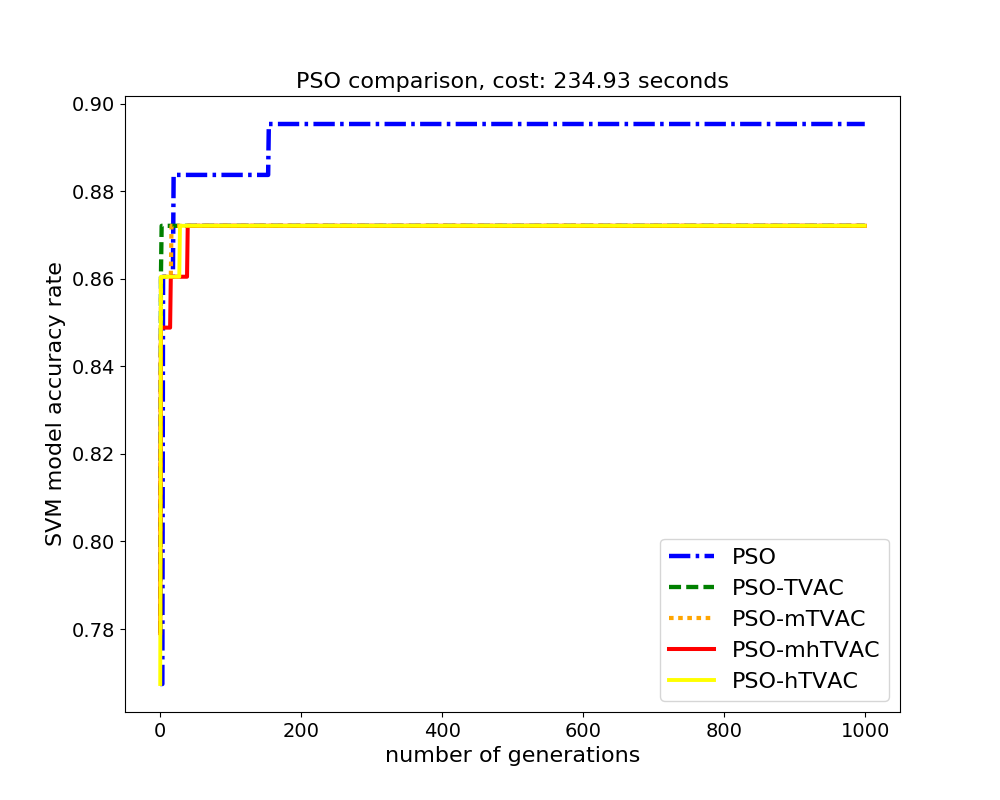 PSO comparison, cost: 234.93 seconds
0.90
0.88
0.86
0.84
0.82
0.80
0.78
SVM model accuracy rate
PSO
PSO-TVAC
PSO-mTVAC
PSO-mhTVAC
PSO-hTVAC
0 200 400 600 800 1000
number of generations